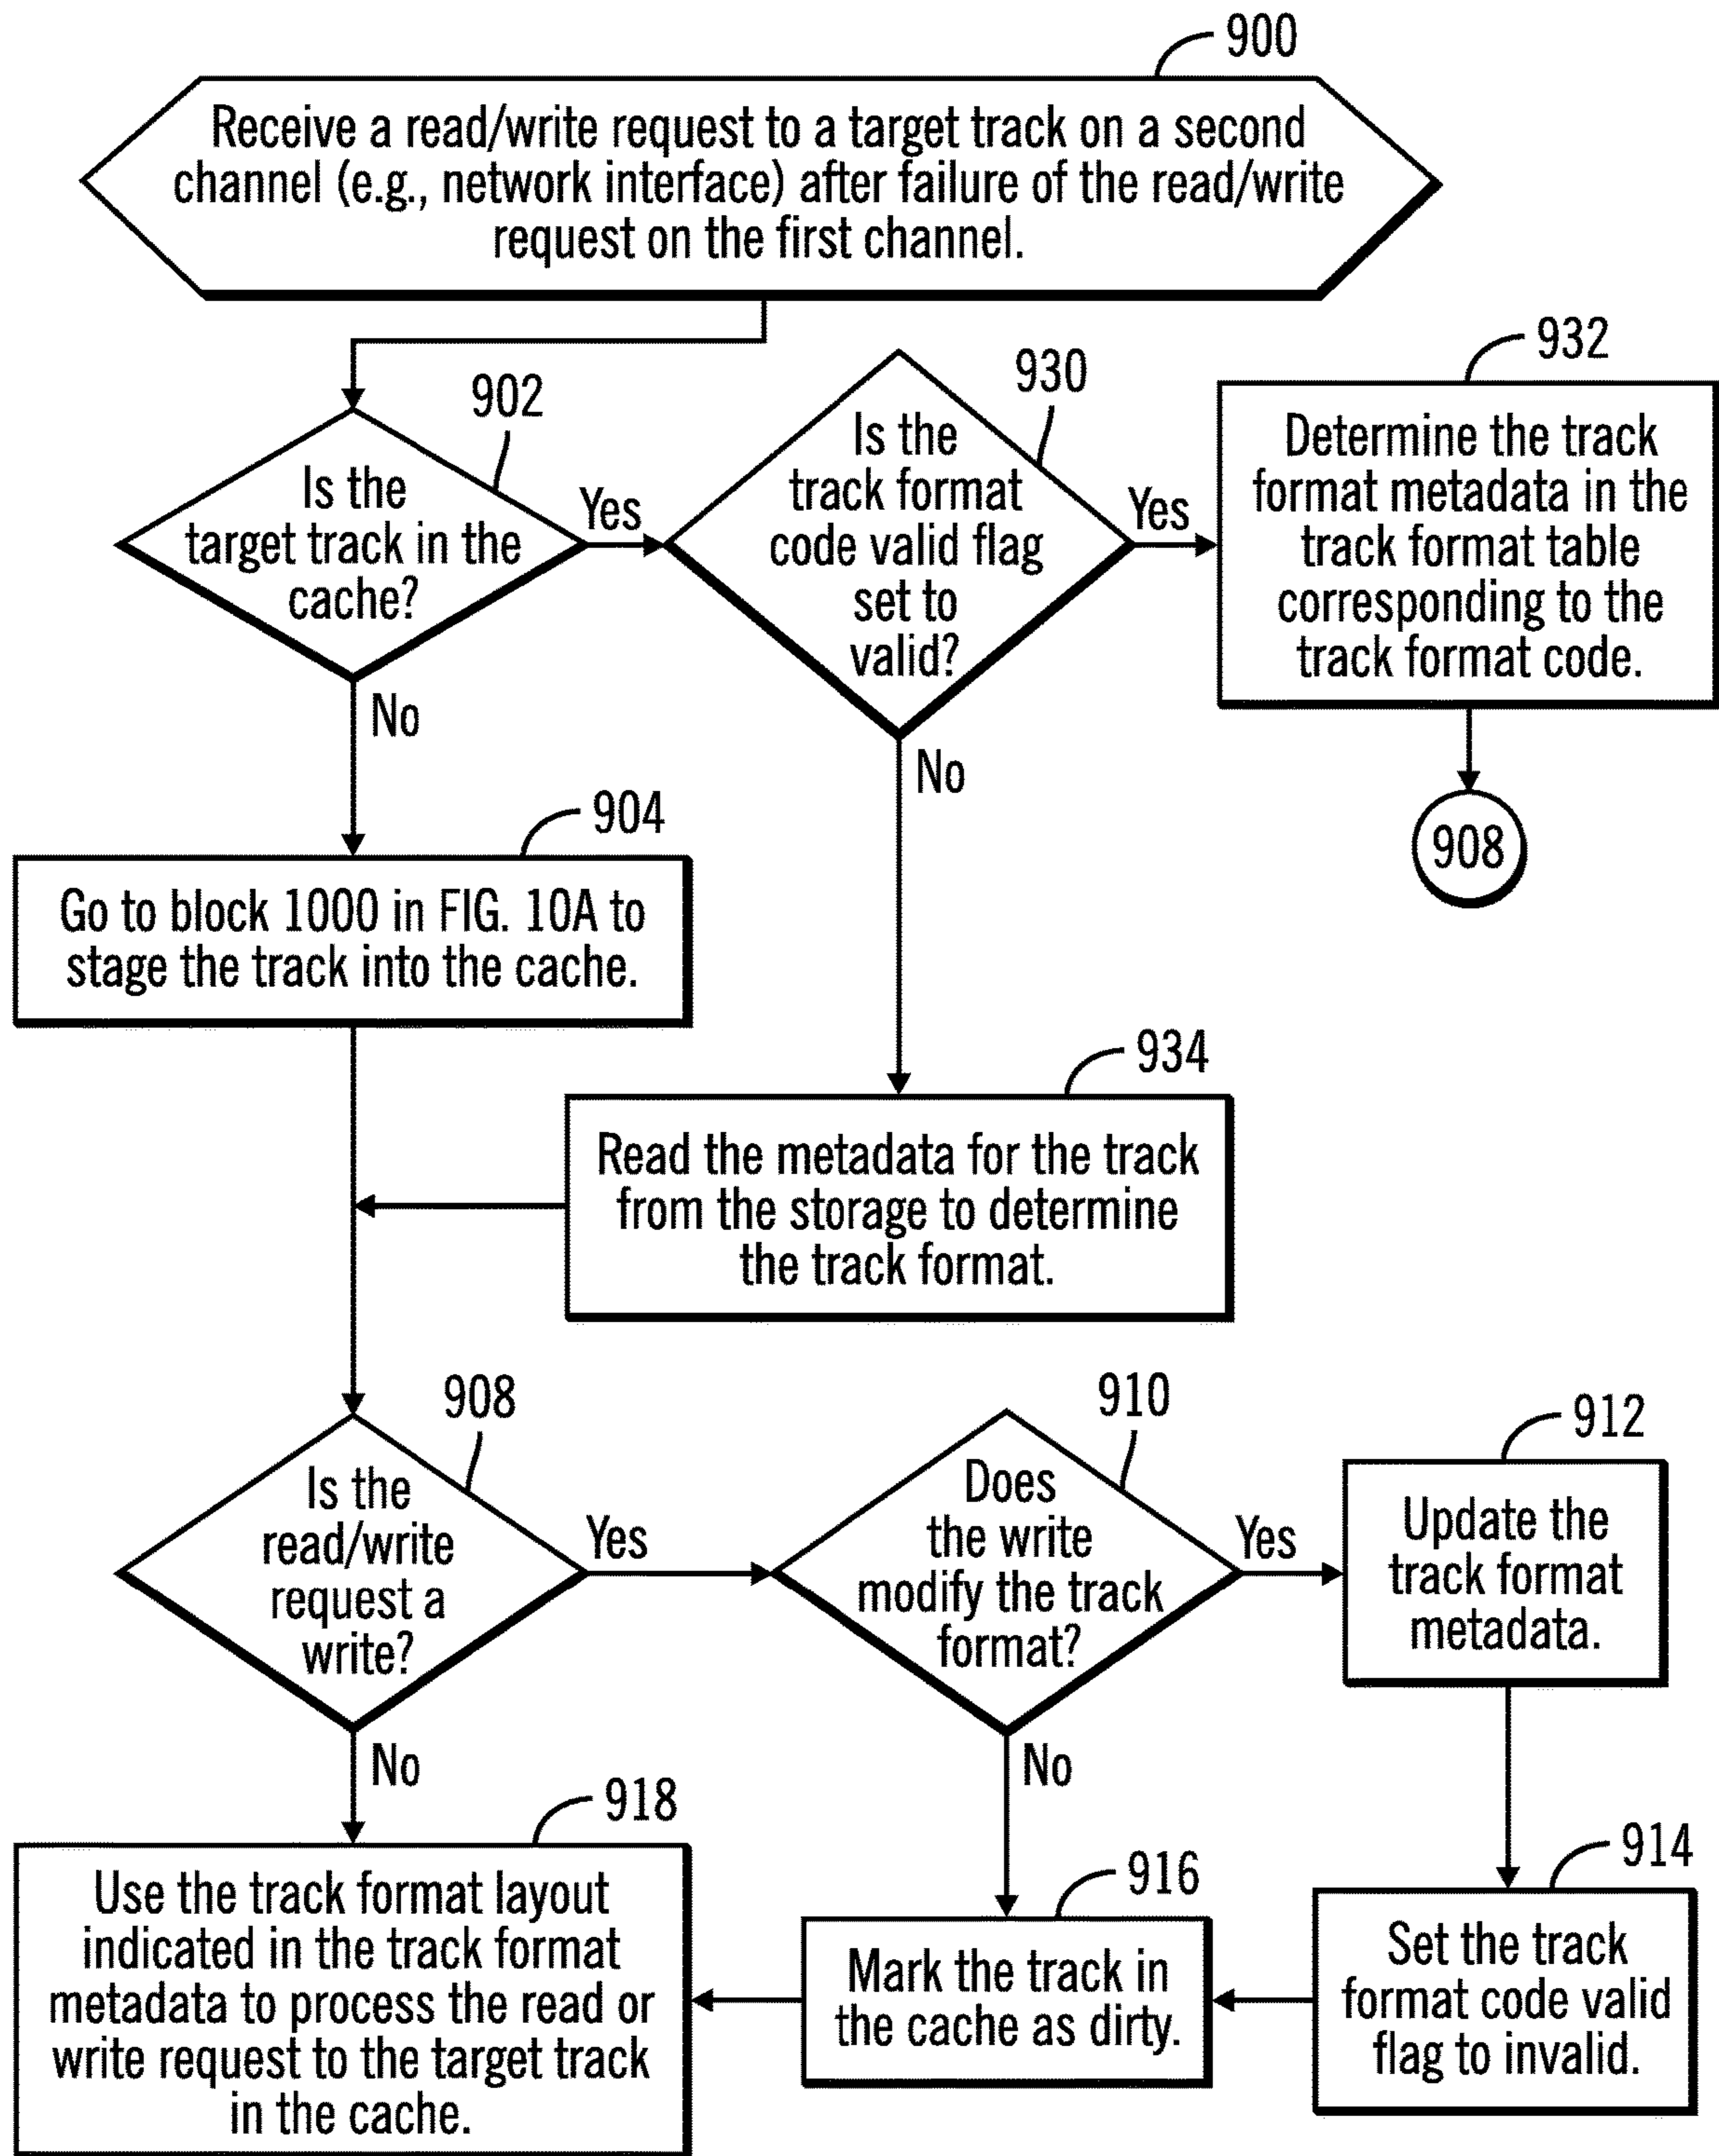 900
Receive a read/write request to a target track on a second
channel (e.g., network interface) after failure of the read/write
request on the first channel.
902
Is the
target track in the
cache?
Yes
No
930
Is the
track format
code valid flag
set to
valid?
Yes
No
932
Determine the track
format metadata in the
track format table
corresponding to the
track format code.
908
904
Go to block 1000 in FIG. 10A to
stage the track into the cache.
934
Read the metadata for the track
from the storage to determine
the track format.
908
Is the
read/write
request a
write?
Yes
No
910
Does
the write
modify the track
format?
Yes
No
912
Update the
track format
metadata.
914
Set the track
format code valid
flag to invalid.
916
Mark the track in
the cache as dirty.
918
Use the track format layout
indicated in the track format
metadata to process the read or
write request to the target track
in the cache.